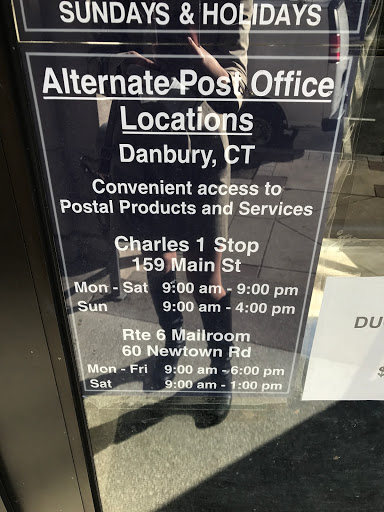 SUNDAYS & HOLIDAYS
Alternate Post Office
Locations
Danbury, CT
Convenient access to
Postal Products and Services
Charles 1 Stop
159 Main St
Mon - Sat 9:00 am - 9:00 pm
Sun 9:00 am - 4:00 pm
Rte 6 Mailroom
60 Newtown Rd
Mon - Fri 9:00 am - 6:00 pm
Sat 9:00 am - 1:00 pm
DU
$